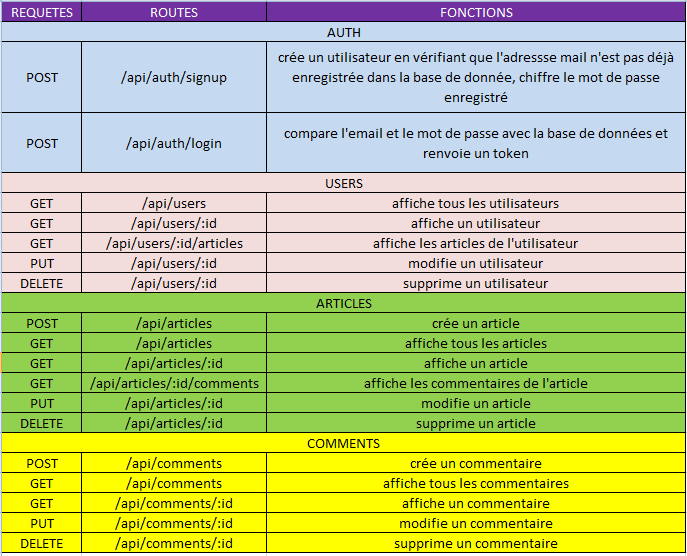 REQUETES ROUTES FONCTIONS
AUTH
POST /api/auth/signup crée un utilisateur en vérifiant que l'adressse mail n'est pas déjà
enregistrée dans la base de donnée, chiffre le mot de passe
enregistré
POST /api/auth/login compare l'email et le mot de passe avec la base de données et
renvoie un token
USERS
GET /api/users affiche tous les utilisateurs
GET /api/users/:id affiche un utilisateur
GET /api/users/:id/articles affiche les articles de l'utilisateur
PUT /api/users/:id modifie un utilisateur
DELETE /api/users/:id supprime un utilisateur
ARTICLES
POST /api/articles crée un article
GET /api/articles affiche tous les articles
GET /api/articles/:id affiche un article
GET /api/articles/:id/comments affiche les commentaires de l'article
PUT /api/articles/:id modifie un article
DELETE /api/articles/:id supprime un article
COMMENTS
POST /api/comments crée un commentaire
GET /api/comments affiche tous les commentaires
GET /api/comments/:id affiche un commentaire
PUT /api/comments/:id modifie un commentaire
DELETE /api/comments/:id supprime un commentaire